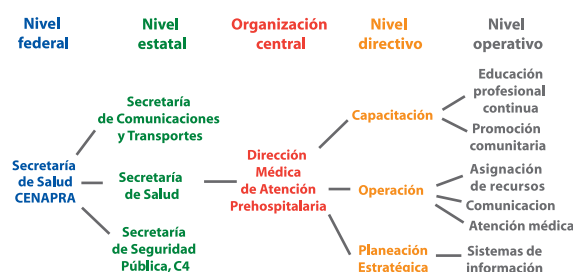 Nivel
federal
Nivel
estatal
Organización
central
Nivel
directivo
Nivel
operativo
Secretaría
de Salud
CENAPRA
Secretaría
de Comunicaciones
y Transportes
Secretaría
de Salud
Secretaría
de Seguridad
Pública, C4
Dirección
Médica
de Atención
Prehospitalaria
Capacitación
Operación
Planeación
Estratégica
Educación
profesional
continua
Promoción
comunitaria
Asignación
de recursos
Comunicacion
Atención médica
Sistemas de
información